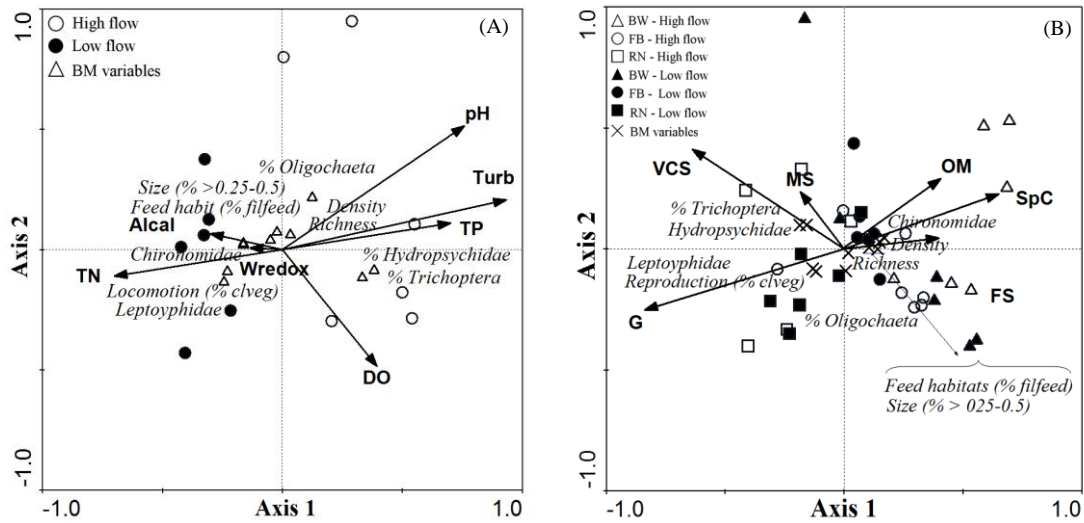 (A)
High flow
Low flow
BM variables
1.0
Axis 2
-1.0
-1.0
Axis 1
1.0
pH
Turb
TP
DO
Wredox
TN
Alcal
% Oligochaeta
Size (% >0.25-0.5)
Feed habit (% filfeed)
Density
Richness
Chironomidae
% Hydropsychidae
% Trichoptera
Locomotion (% clveg)
Leptoyphidae
(B)
BW - High flow
FB - High flow
RN - High flow
BW - Low flow
FB - Low flow
RN - Low flow
BM variables
1.0
Axis 2
-1.0
-1.0
Axis 1
1.0
VCS
MS
OM
SpC
FS
G
% Trichoptera
Hydropsychidae
Chironomidae
Density
Richness
Leptoyphidae
Reproduction (% clveg)
% Oligochaeta
Feed habitats (% filfeed)
Size (% > 025-0.5)